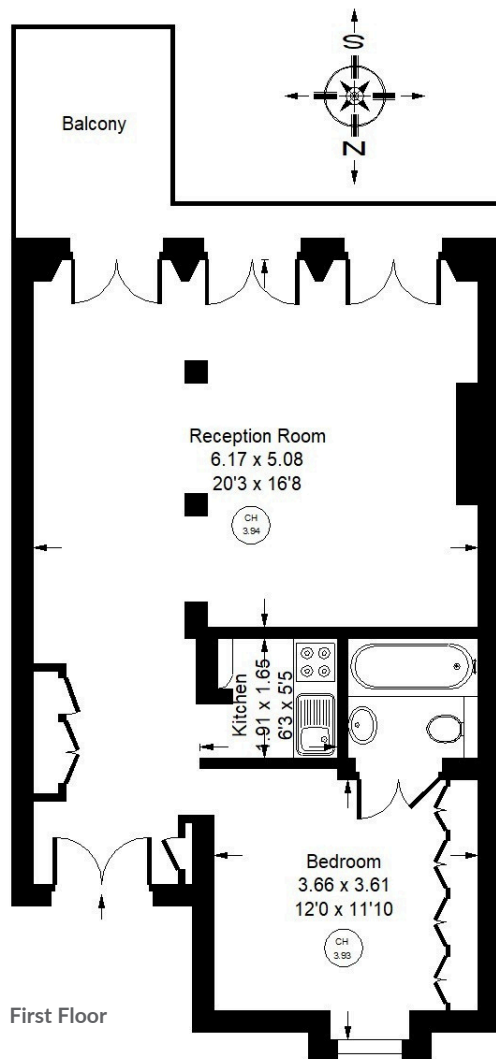 S
Balcony
N
Reception Room
6.17 x 5.08
20'3 x 16'8
CH
3.94
Kitchen
1.91 x 1.65
6'3 x 5'5
Bedroom
3.66 x 3.61
12'0 x 11'10
CH
3.93
First Floor